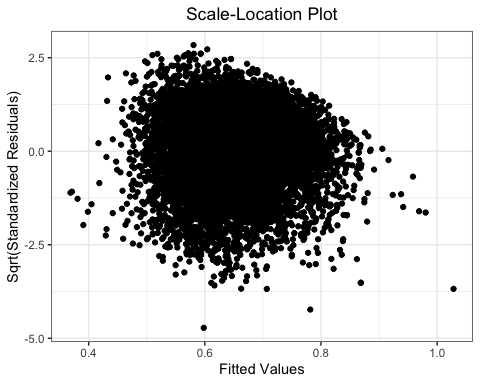 Scale-Location Plot
Sqrt(Standardized Residuals)
2.5
0.0
-2.5
-5.0
0.4 0.6 0.8 1.0
Fitted Values